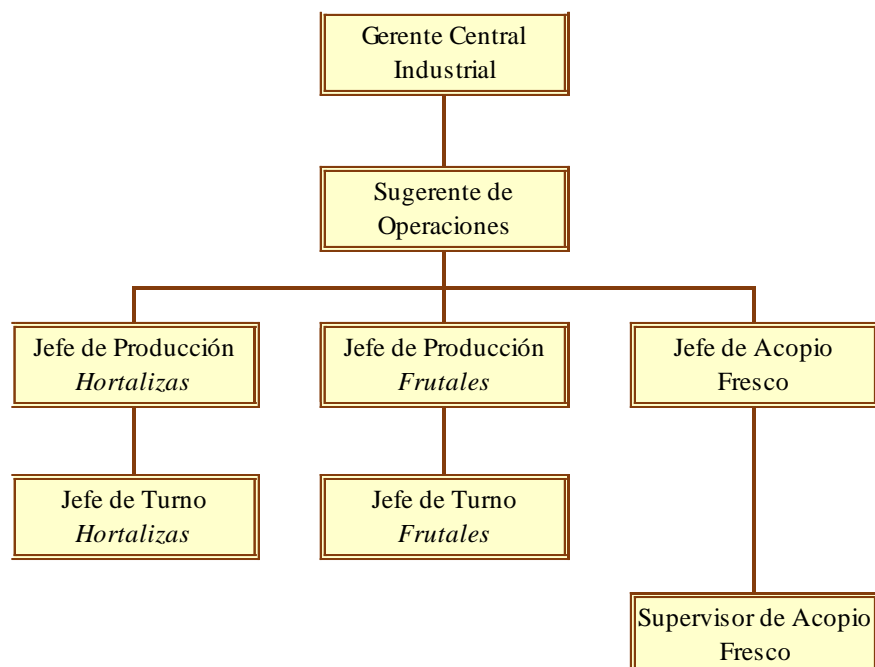 Gerente Central
Industrial
Sugerente de
Operaciones
Jefe de Producción
Hortalizas
Jefe de Producción
Frutales
Jefe de Acopio
Fresco
Jefe de Turno
Hortalizas
Jefe de Turno
Frutales
Supervisor de Acopio
Fresco